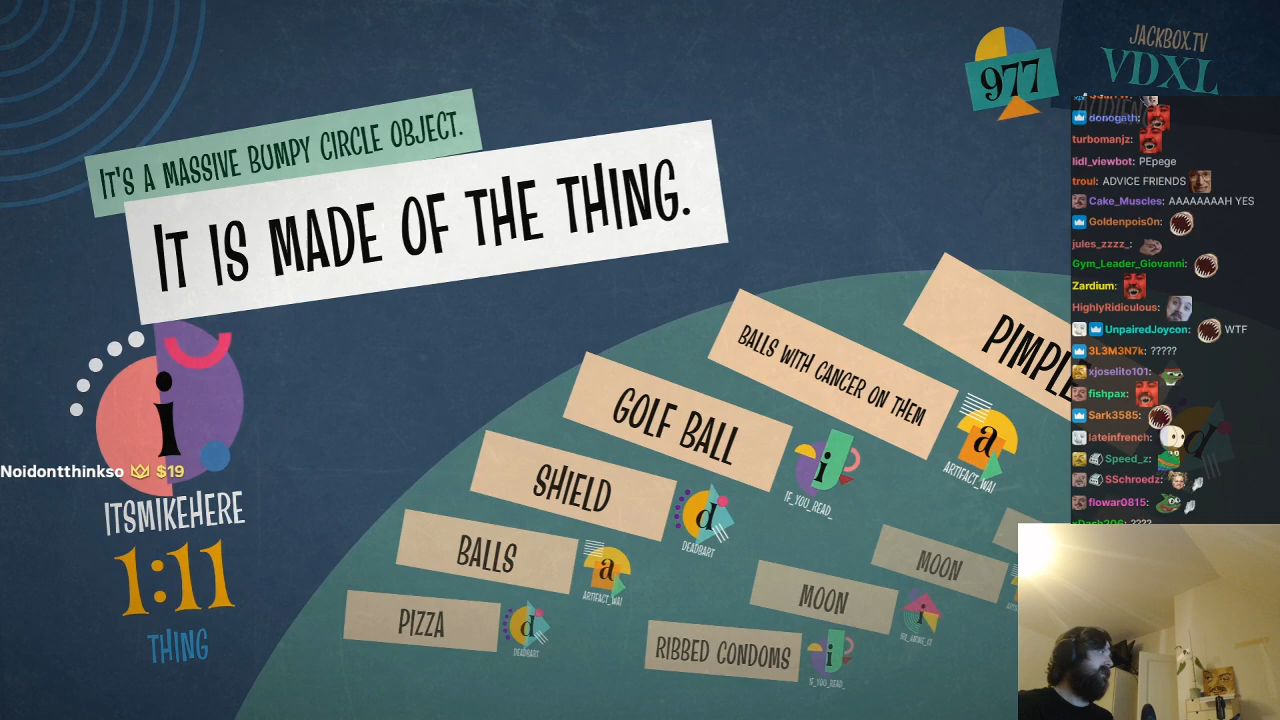 JACKBOX.TV
VDXL
977
IT'S A MASSIVE BUMPY CIRCLE OBJECT.
IT IS MADE OF THE THING.
i
Noidontthinkso $19
ITSMIKEHERE
1:11
THING
BALLS WITH CANCER ON THEM
a
ARTIFACT_WAI
GOLF BALL
i
IF_YOU_READ_
SHIELD
d
DEADBART
BALLS
a
ARTIFACT_WAI
PIZZA
d
DEADBART
MOON
MOON
i
RIBBED CONDOMS
i
IF_YOU_READ_
donogath:
turbomanjz:
lidl_viewbot: PEpege
troul: ADVICE FRIENDS
Cake_Muscles: AAAAAAAAH YES
Goldenpois0n:
jules_zzzz_:
Gym_Leader_Giovanni:
Zardium:
HighlyRidiculous:
UnpairedJoycon: WTF
3L3M3N7k: ?????
xjoselito101:
fishpax:
Sark3585:
lateinfrench:
Speed_z:
SSchroedz:
flowar0815: